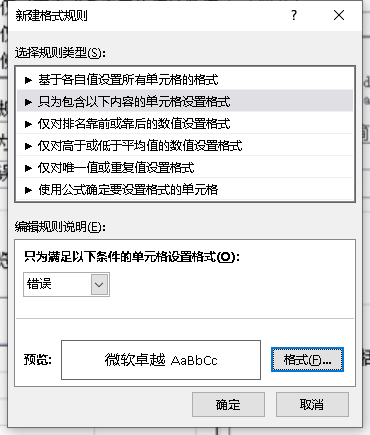 新建格式规则
? ×
选择规则类型(S):
► 基于各自值设置所有单元格的格式
► 只为包含以下内容的单元格设置格式
► 仅对排名靠前或靠后的数值设置格式
► 仅对高于或低于平均值的数值设置格式
► 仅对唯一值或重复值设置格式
► 使用公式确定要设置格式的单元格
编辑规则说明(E):
只为满足以下条件的单元格设置格式(O):
错误
预览:
微软卓越 AaBbCc
格式(F)...
确定
取消